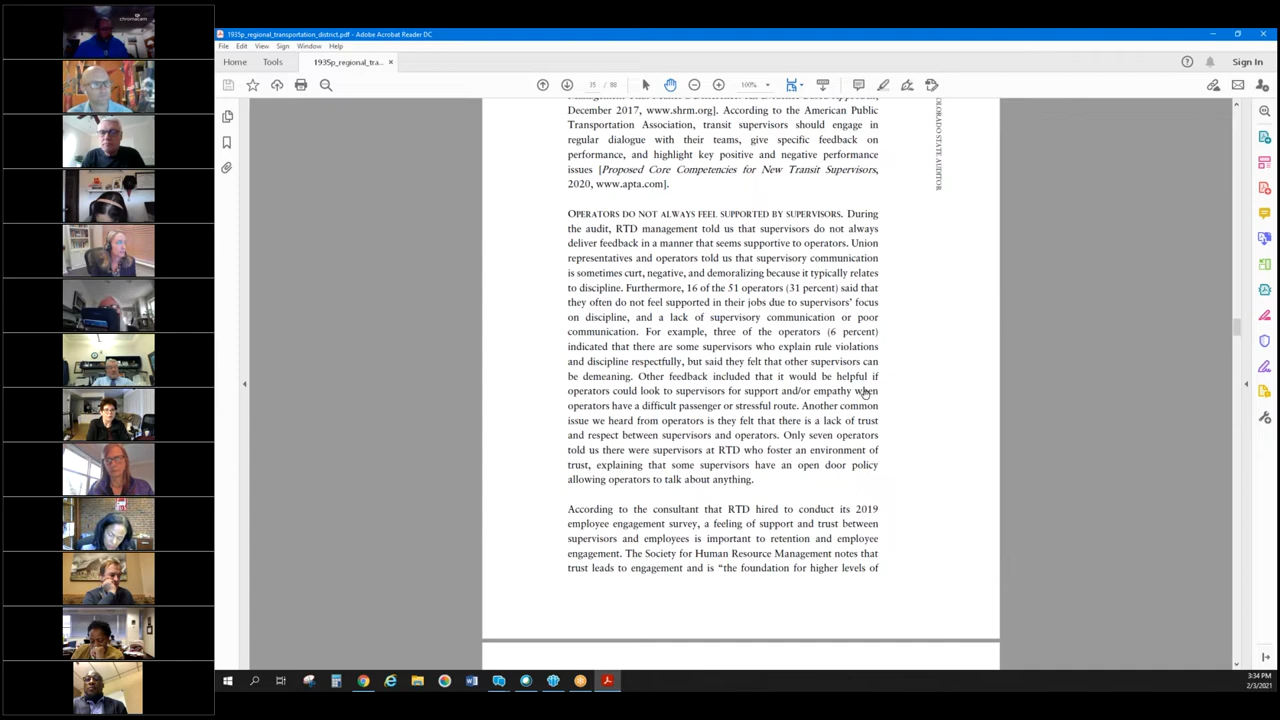 chromacam
1935p_regional_transportation_district.pdf - Adobe Acrobat Reader DC
File Edit View Sign Window Help
Home Tools 1935p_regional_tra... × Sign In
35 / 88 100%
December 2017, www.shrm.org]. According to the American Public
Transportation Association, transit supervisors should engage in
regular dialogue with their teams, give specific feedback on
performance, and highlight key positive and negative performance
issues [Proposed Core Competencies for New Transit Supervisors,
2020, www.apta.com].
OPERATORS DO NOT ALWAYS FEEL SUPPORTED BY SUPERVISORS. During
the audit, RTD management told us that supervisors do not always
deliver feedback in a manner that seems supportive to operators. Union
representatives and operators told us that supervisory communication
is sometimes curt, negative, and demoralizing because it typically relates
to discipline. Furthermore, 16 of the 51 operators (31 percent) said that
they often do not feel supported in their jobs due to supervisors' focus
on discipline, and a lack of supervisory communication or poor
communication. For example, three of the operators (6 percent)
indicated that there are some supervisors who explain rule violations
and discipline respectfully, but said they felt that other supervisors can
be demeaning. Other feedback included that it would be helpful if
operators could look to supervisors for support and/or empathy when
operators have a difficult passenger or stressful route. Another common
issue we heard from operators is they felt that there is a lack of trust
and respect between supervisors and operators. Only seven operators
told us there were supervisors at RTD who foster an environment of
trust, explaining that some supervisors have an open door policy
allowing operators to talk about anything.
According to the consultant that RTD hired to conduct its 2019
employee engagement survey, a feeling of support and trust between
supervisors and employees is important to retention and employee
engagement. The Society for Human Resource Management notes that
trust leads to engagement and is "the foundation for higher levels of
COLORADO STATE AUDITOR
3:34 PM
2/3/2021